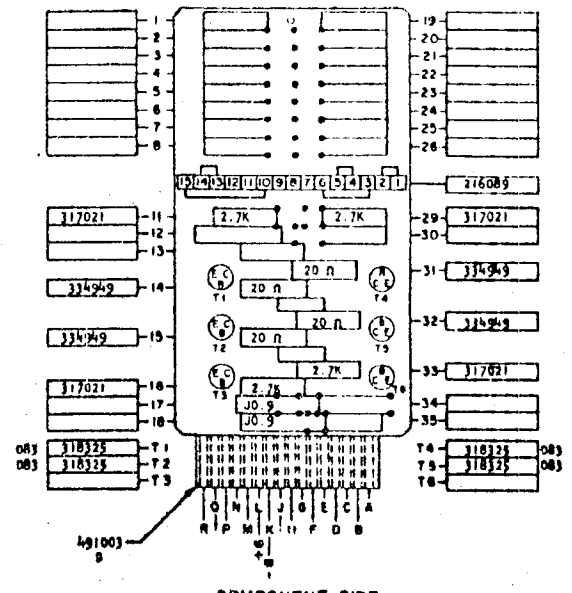 1 19
2 20
3 21
4 22
5 23
6 24
7 25
8 26
15 14 13 12 11 10 9 8 7 6 5 4 3 2 1 216089
317021 11 2.7K 2.7K 29 317021
12 30
13
20 Ω 31 334949
334949 14 E C B T1 20 Ω C E T4
20 Ω 32 334949
334949 15 E C B T2 20 Ω B C E T5
2.7K 33 317021
317021 16 E C B T3 2.7K B C E
17 J0.9 34
18 J0.9 35
083 318325 T1 T4 318325 083
083 318325 T2 T5 318325 083
T3 T6
Q N L J G E C A
R P M K H F D B
491003
+6
COMPONENT SIDE